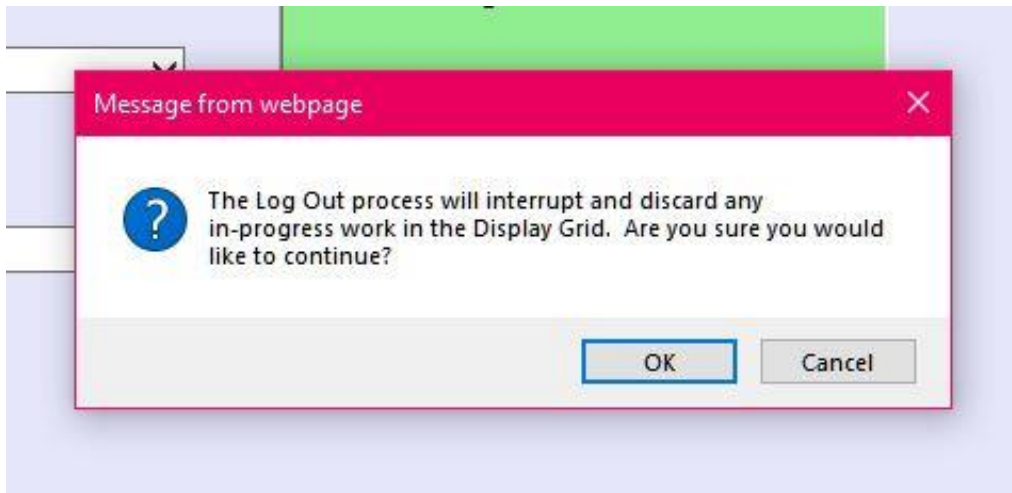 Message from webpage
The Log Out process will interrupt and discard any
in-progress work in the Display Grid.  Are you sure you would
like to continue?
OK
Cancel